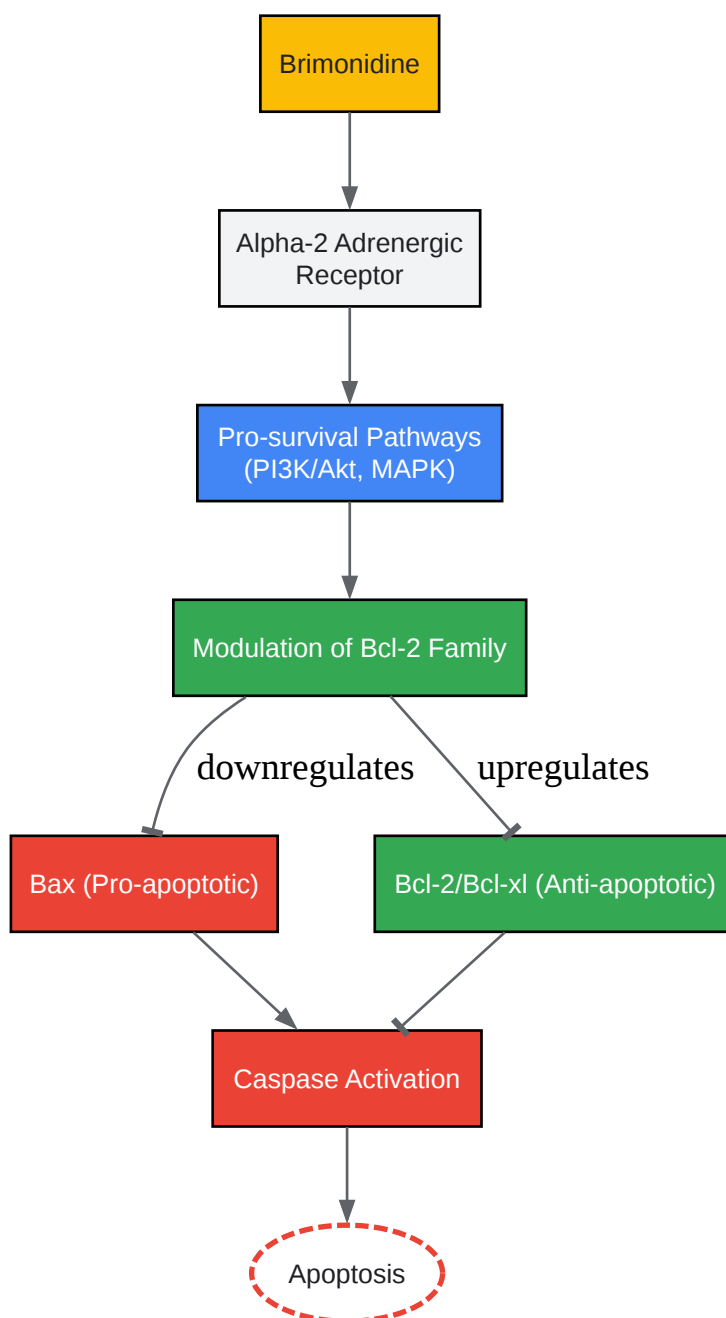 Brimonidine
Alpha-2 Adrenergic
Receptor
Pro-survival Pathways
(PI3K/Akt, MAPK)
Modulation of Bcl-2 Family
downregulates
upregulates
Bax (Pro-apoptotic)
Bcl-2/Bcl-xl (Anti-apoptotic)
Caspase Activation
Apoptosis